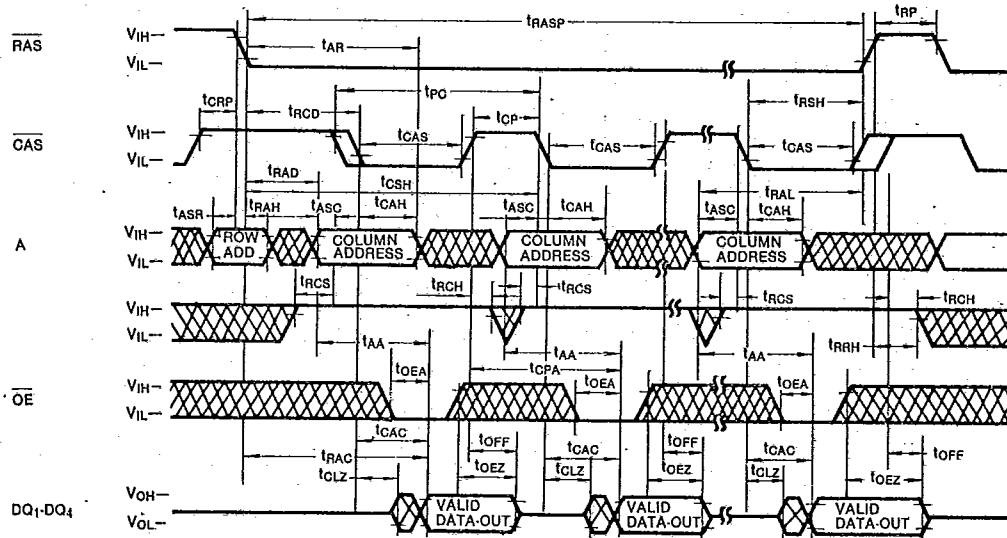 tRASP tRP
RAS VIH— tAR
VIL—
tPC
tCRP tRCD tRSH
tCP
CAS VIH— tCAS tCAS tCAS
VIL—
tRAD
tCSH tRAL
tASR tRAH tASC tCAH tASC tCAH tASC tCAH
A VIH— ROW ADD COLUMN ADDRESS COLUMN ADDRESS COLUMN ADDRESS
VIL—
tRCS tRCH tRCS tRCS tRCH
VIH—
VIL—
tAA tAA tAA tRRH
tOEA tCPA tOEA tOEA
OE VIH—
VIL—
tCAC tOFF tCAC tOFF tCAC tOFF
tRAC
tCLZ tOEZ tCLZ tOEZ tCLZ tOEZ
DQ1-DQ4 VOH— VALID DATA-OUT VALID DATA-OUT VALID DATA-OUT
VOL—